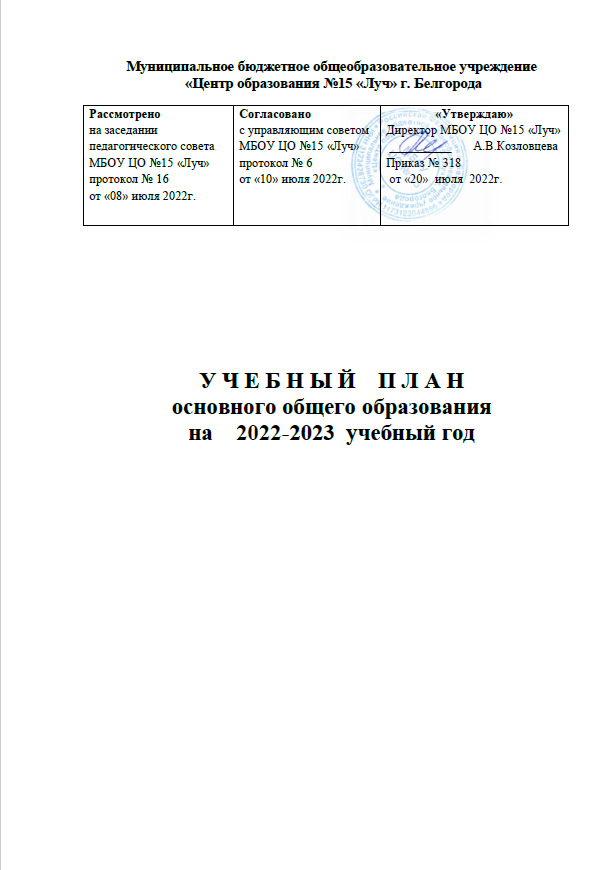 Муниципальное бюджетное общеобразовательное учреждение
«Центр образования №15 «Луч» г. Белгорода
Рассмотрено
на заседании
педагогического совета
МБОУ ЦО №15 «Луч»
протокол № 16
от «08» июля 2022г.
Согласовано
с управляющим советом
МБОУ ЦО №15 «Луч»
протокол № 6
от «10» июля 2022г.
«Утверждаю»
Директор МБОУ ЦО №15 «Луч»
__________ А.В.Козловцева
Приказ № 318
от «20» июля 2022г.
У Ч Е Б Н Ы Й П Л А Н
основного общего образования
на 2022-2023 учебный год